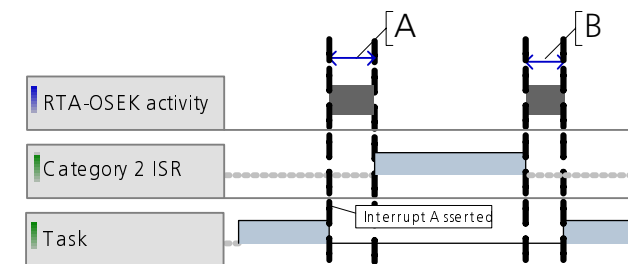 A
B
RTA-OSEK activity
Category 2 ISR
Interrupt Asserted
Task